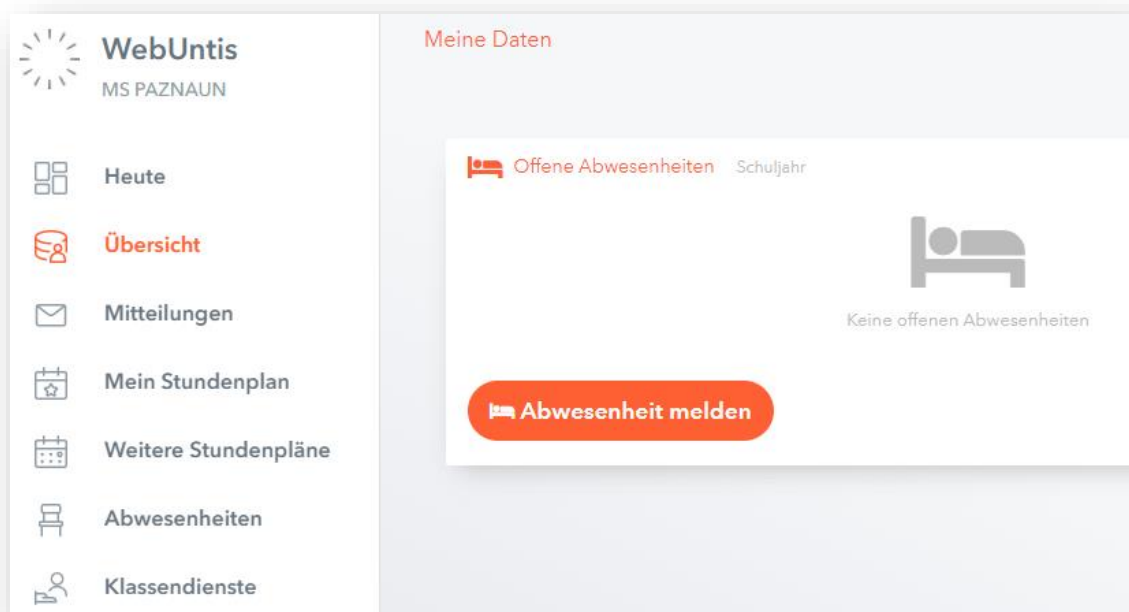 WebUntis
MS PAZNAUN
Heute
Übersicht
Mitteilungen
Mein Stundenplan
Weitere Stundenpläne
Abwesenheiten
Klassendienste
Meine Daten
Offene Abwesenheiten Schuljahr
Keine offenen Abwesenheiten
Abwesenheit melden